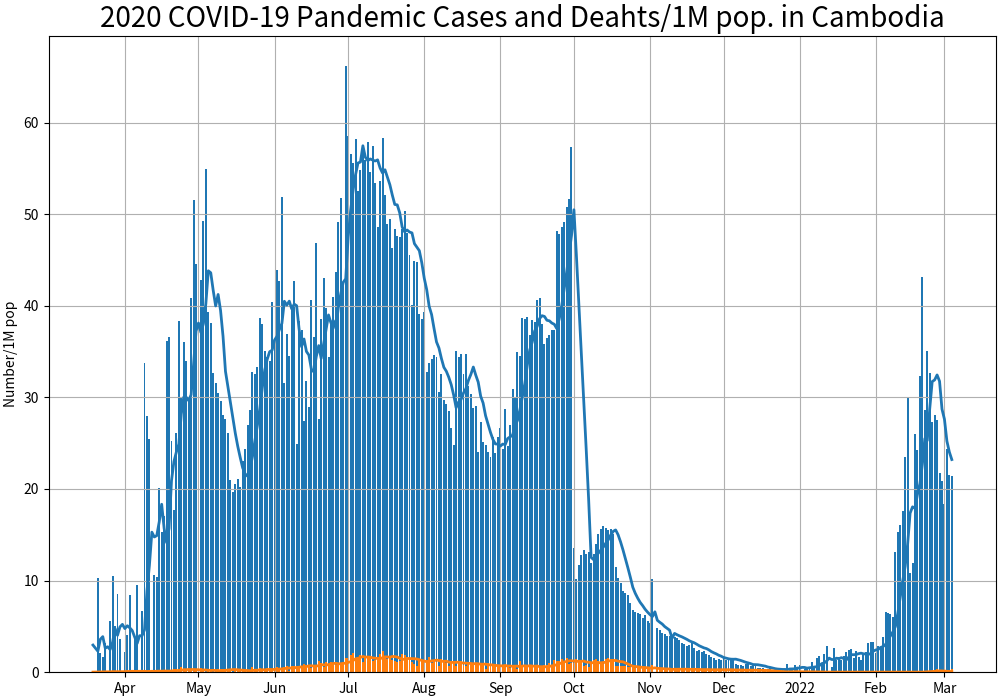 2020 COVID-19 Pandemic Cases and Deahts/1M pop. in Cambodia
Number/1M pop
60
50
40
30
20
10
0
Apr May Jun Jul Aug Sep Oct Nov Dec 2022 Feb Mar